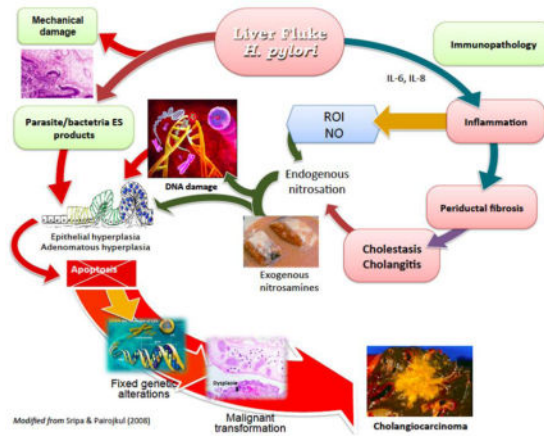 Mechanical
damage
Liver Fluke
H. pylori
Immunopathology
IL-6, IL-8
Parasite/bactetria ES
products
ROI
NO
Inflammation
DNA damage
Endogenous
nitrosation
Periductal fibrosis
Epithelial hyperplasia
Adenomatous hyperplasia
Cholestasis
Cholangitis
Exogenous
nitrosamines
Apoptosis
Dysplasia
Fixed genetic
alterations
Malignant
transformation
Cholangiocarcinoma
Modified from Sripa & Pairojkul (2008)